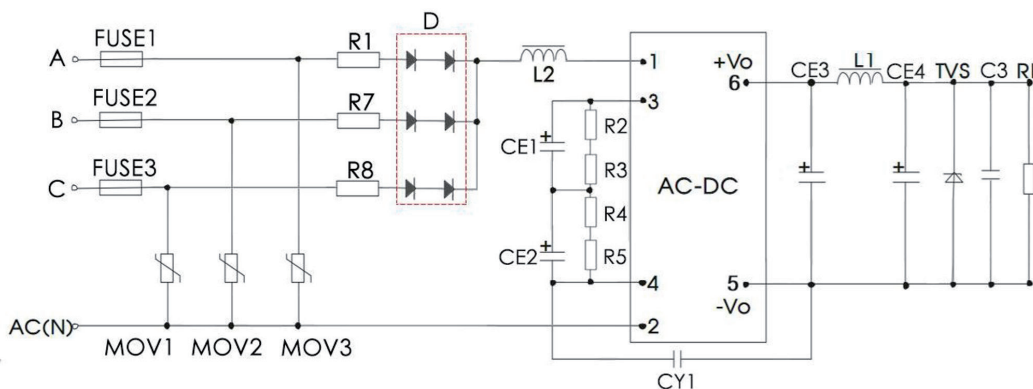 D
FUSE1
R1
A
L2
1
+Vo
6
CE3
L1
CE4
TVS
C3
FUSE2
R7
B
3
CE1
R2
R3
FUSE3
R8
C
AC-DC
R4
CE2
R5
4
5
-Vo
AC(N)
2
MOV1
MOV2
MOV3
CY1